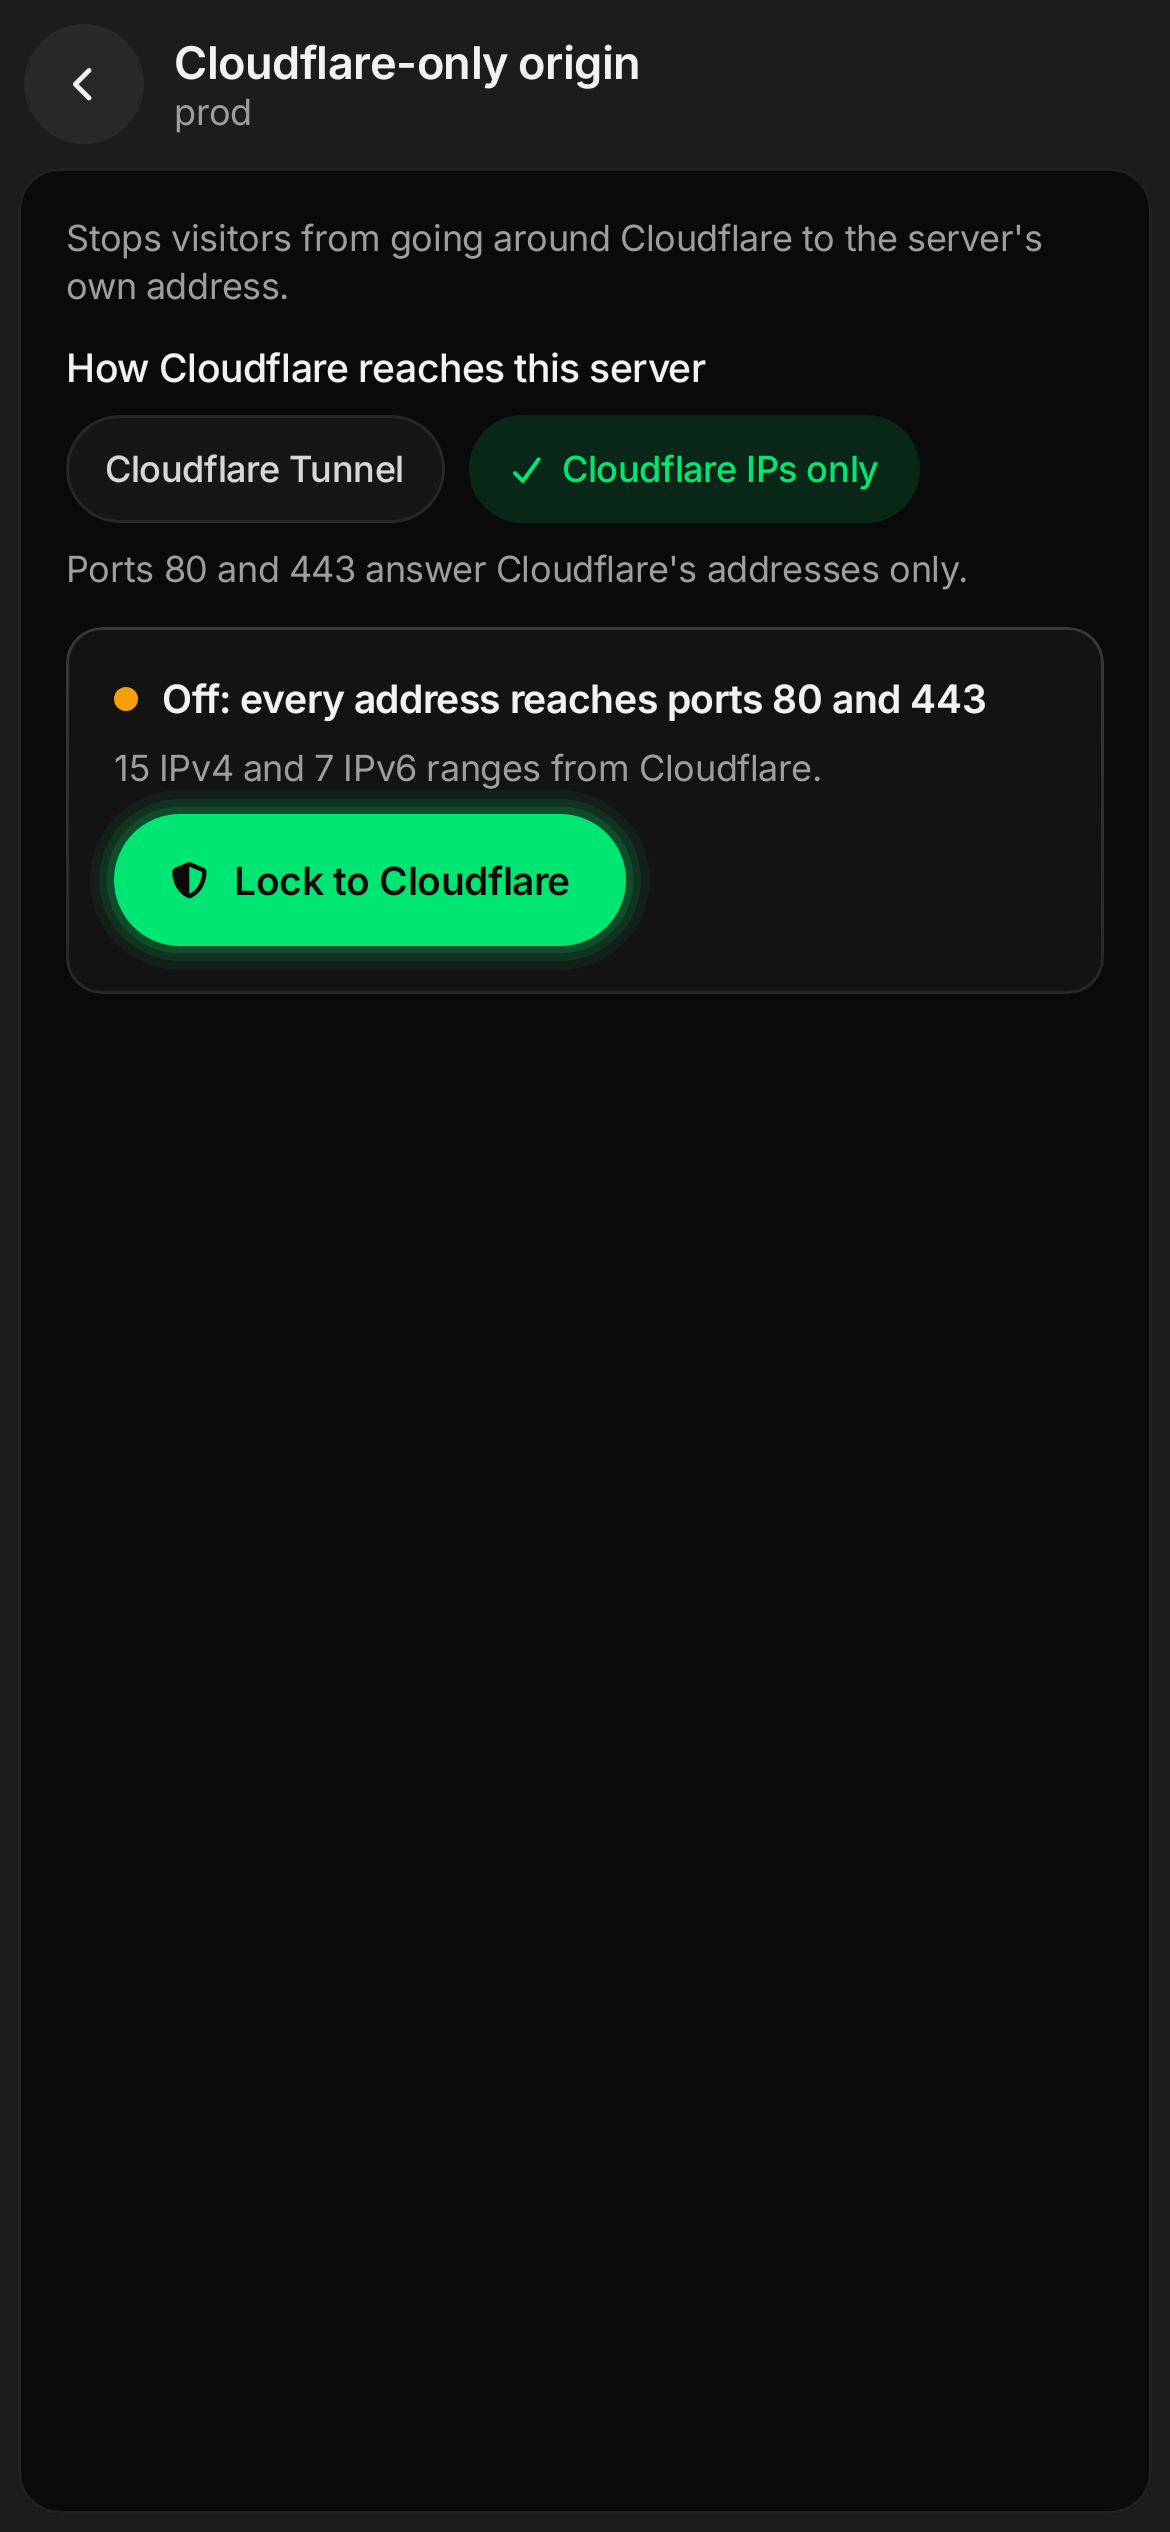 Cloudflare-only origin
prod
Stops visitors from going around Cloudflare to the server's
own address.
How Cloudflare reaches this server
Cloudflare Tunnel
Cloudflare IPs only
Ports 80 and 443 answer Cloudflare's addresses only.
Off: every address reaches ports 80 and 443
15 IPv4 and 7 IPv6 ranges from Cloudflare.
Lock to Cloudflare